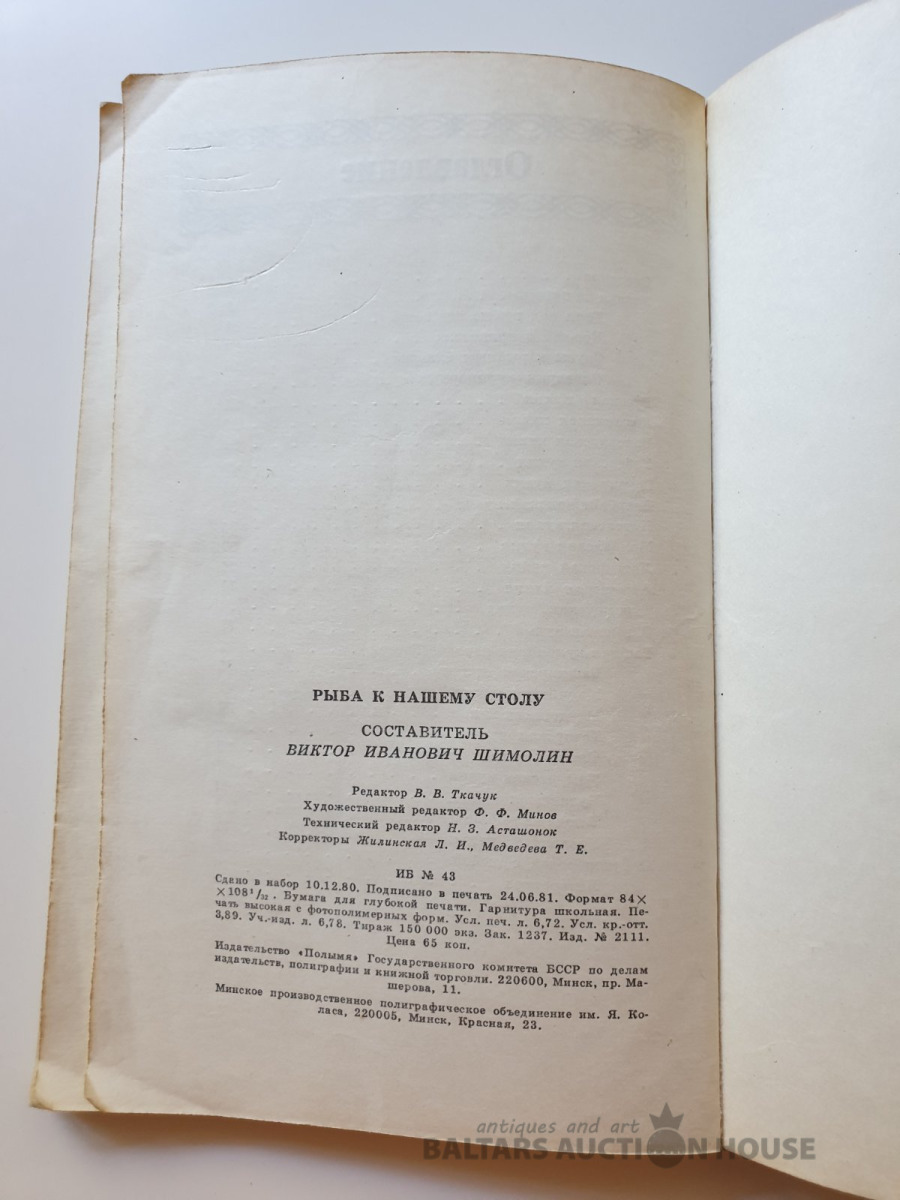 Оглавление
РЫБА К НАШЕМУ СТОЛУ
СОСТАВИТЕЛЬ
ВИКТОР ИВАНОВИЧ ШИМОЛИН
Редактор В. В. Ткачук
Художественный редактор Ф. Ф. Минов
Технический редактор Н. З. Асташонок
Корректоры Жилинская Л. И., Медведева Т. Е.
ИБ № 43
Сдано в набор 10.12.80. Подписано в печать 24.06.81. Формат 84×
×108¹/₃₂. Бумага для глубокой печати. Гарнитура школьная. Пе-
чать высокая с фотополимерных форм. Усл. печ. л. 6,72. Усл. кр.-отт.
3,89. Уч.-изд. л. 6,78. Тираж 150 000 экз. Зак. 1237. Изд. № 2111.
Цена 65 коп.
Издательство «Полымя» Государственного комитета БССР по делам
издательств, полиграфии и книжной торговли. 220600, Минск, пр. Ма-
шерова, 11.
Минское производственное полиграфическое объединение им. Я. Ко-
ласа, 220005, Минск, Красная, 23.
antiques and art
BALTARS AUCTION HOUSE